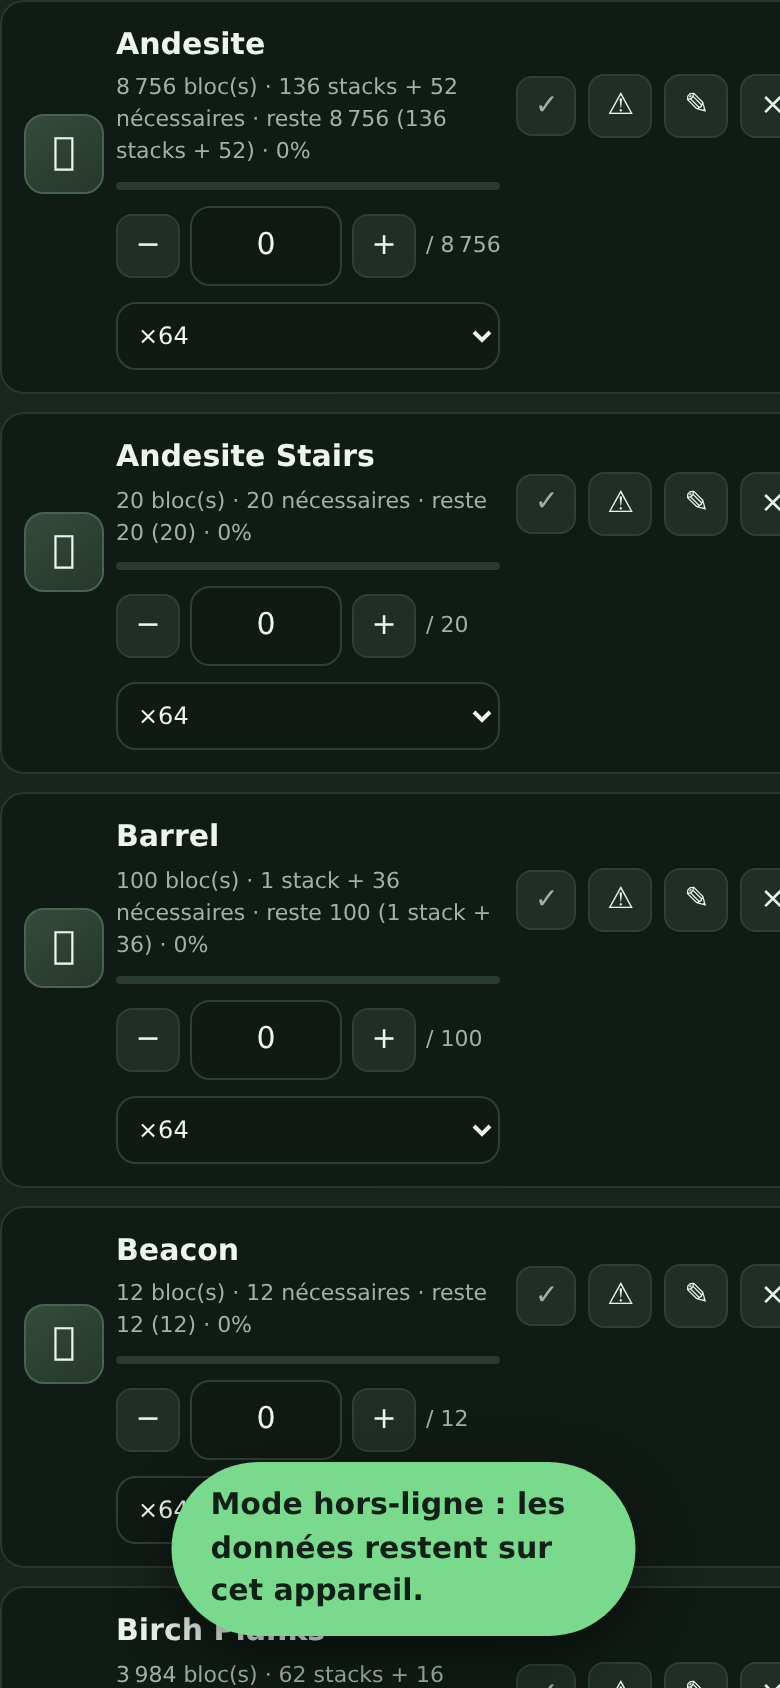 Andesite
8 756 bloc(s) · 136 stacks + 52
nécessaires · reste 8 756 (136
stacks + 52) · 0%
✓ ⚠ ✎ ×
− 0 + / 8 756
×64
Andesite Stairs
20 bloc(s) · 20 nécessaires · reste
20 (20) · 0%
✓ ⚠ ✎ ×
− 0 + / 20
×64
Barrel
100 bloc(s) · 1 stack + 36
nécessaires · reste 100 (1 stack +
36) · 0%
✓ ⚠ ✎ ×
− 0 + / 100
×64
Beacon
12 bloc(s) · 12 nécessaires · reste
12 (12) · 0%
✓ ⚠ ✎ ×
− 0 + / 12
×64
Mode hors-ligne : les
données restent sur
cet appareil.
Birch Planks
3 984 bloc(s) · 62 stacks + 16